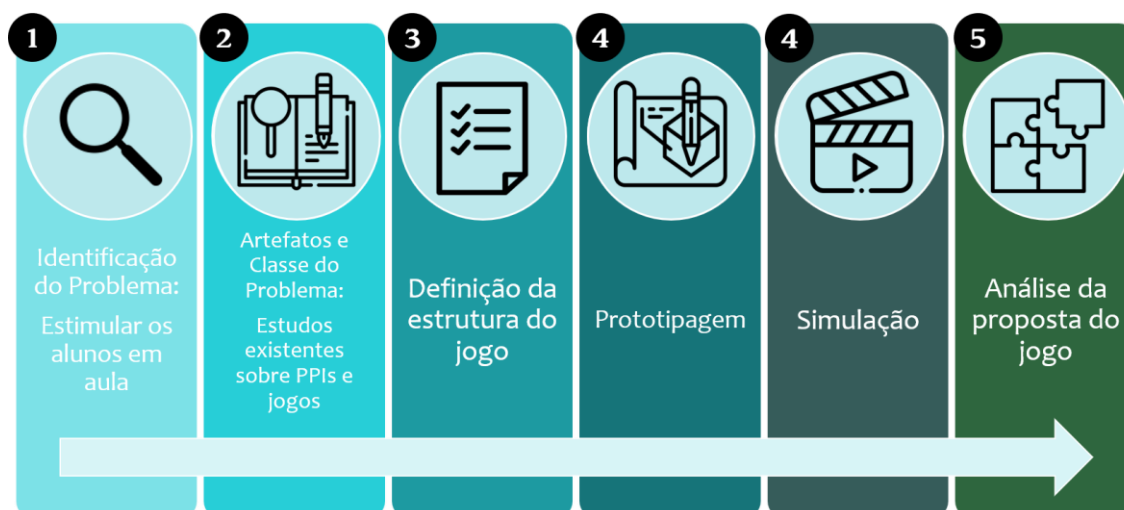 1
Identificação
do Problema:
Estimular os
alunos em
aula
2
Artefatos e
Classe do
Problema:
Estudos
existentes
sobre PPIs e
jogos
3
Definição da
estrutura do
jogo
4
Prototipagem
4
Simulação
5
Análise da
proposta do
jogo